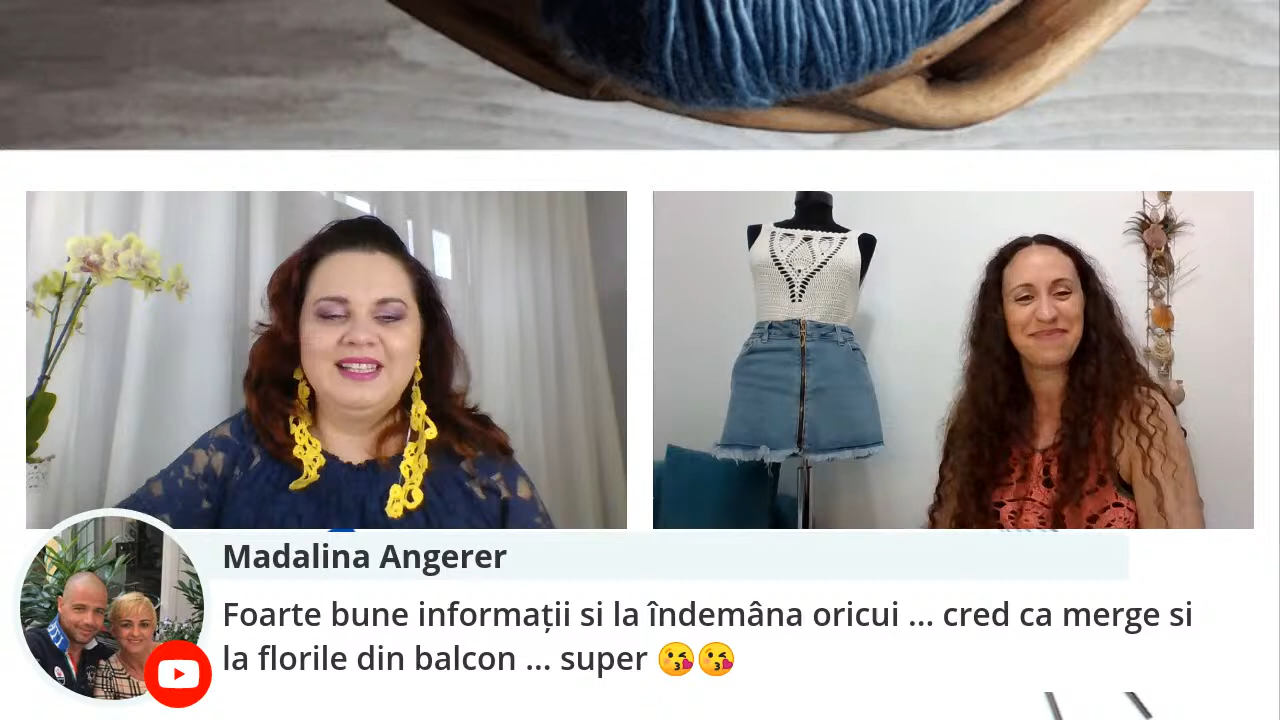 Madalina Angerer
Foarte bune informații si la îndemâna oricui ... cred ca merge si
la florile din balcon ... super 😘😘